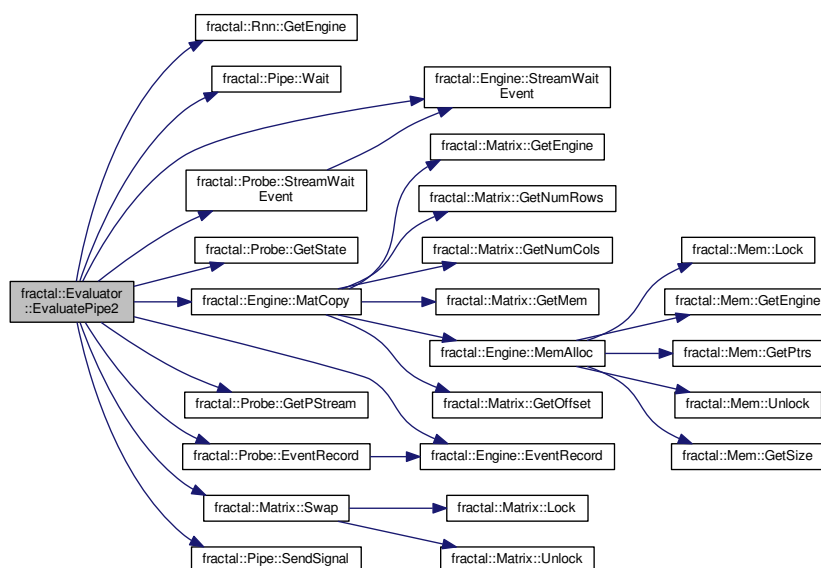 fractal::Rnn::GetEngine
fractal::Pipe::Wait
fractal::Engine::StreamWait
Event
fractal::Matrix::GetEngine
fractal::Probe::StreamWait
Event
fractal::Matrix::GetNumRows
fractal::Probe::GetState
fractal::Matrix::GetNumCols
fractal::Mem::Lock
fractal::Evaluator
::EvaluatePipe2
fractal::Engine::MatCopy
fractal::Matrix::GetMem
fractal::Mem::GetEngine
fractal::Engine::MemAlloc
fractal::Mem::GetPtrs
fractal::Probe::GetPStream
fractal::Matrix::GetOffset
fractal::Mem::Unlock
fractal::Probe::EventRecord
fractal::Engine::EventRecord
fractal::Mem::GetSize
fractal::Matrix::Swap
fractal::Matrix::Lock
fractal::Pipe::SendSignal
fractal::Matrix::Unlock